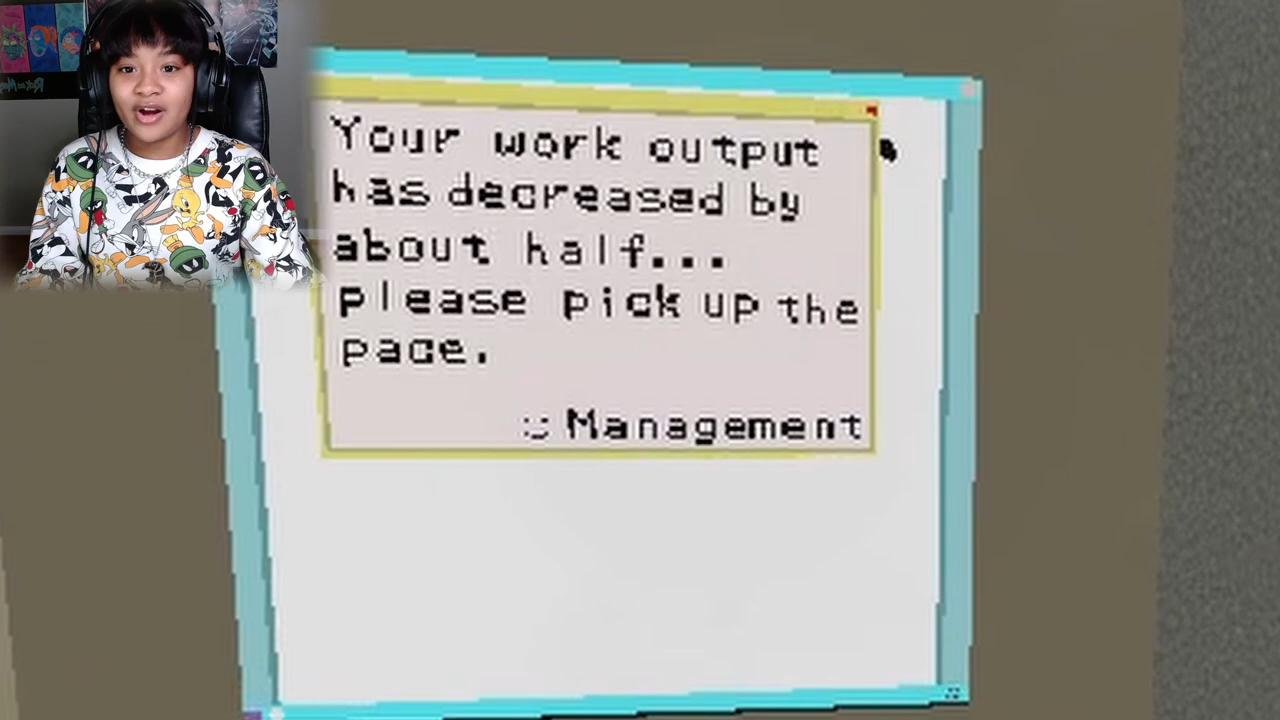 Your work output
has decreased by
about half...
please pick up the
pace.
Management